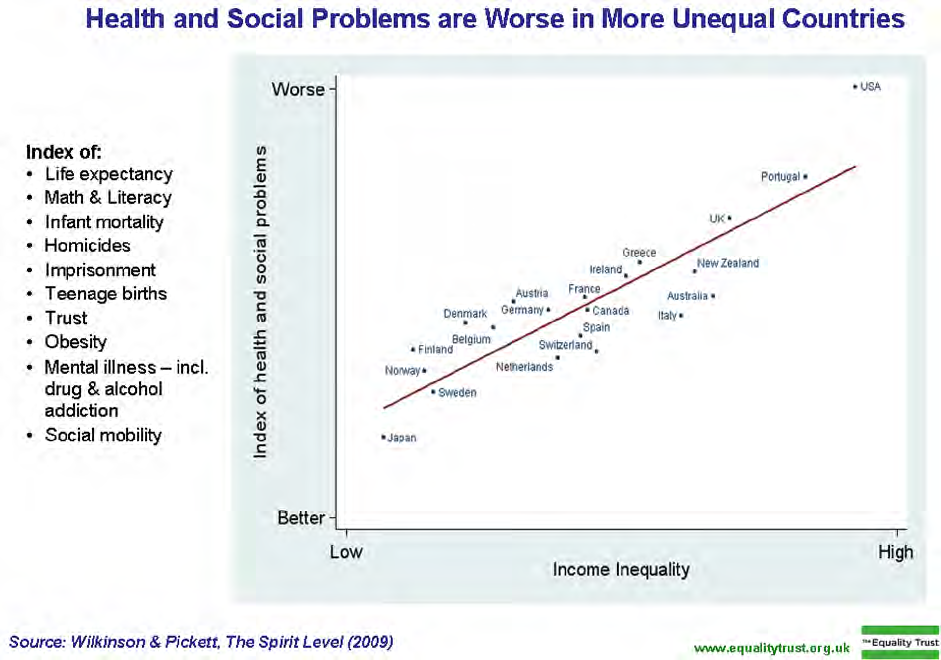 Health and Social Problems are Worse in More Unequal Countries
Index of:
• Life expectancy
• Math & Literacy
• Infant mortality
• Homicides
• Imprisonment
• Teenage births
• Trust
• Obesity
• Mental illness – incl.
drug & alcohol
addiction
• Social mobility
Index of health and social problems
Worse
Better
USA
Portugal
UK
Greece
New Zealand
Ireland
France
Austria
Australia
Germany
Canada
Denmark
Italy
Spain
Belgium
Switzerland
Finland
Netherlands
Norway
Sweden
Japan
Low
High
Income Inequality
Source: Wilkinson & Pickett, The Spirit Level (2009)
www.equalitytrust.org.uk
The Equality Trust